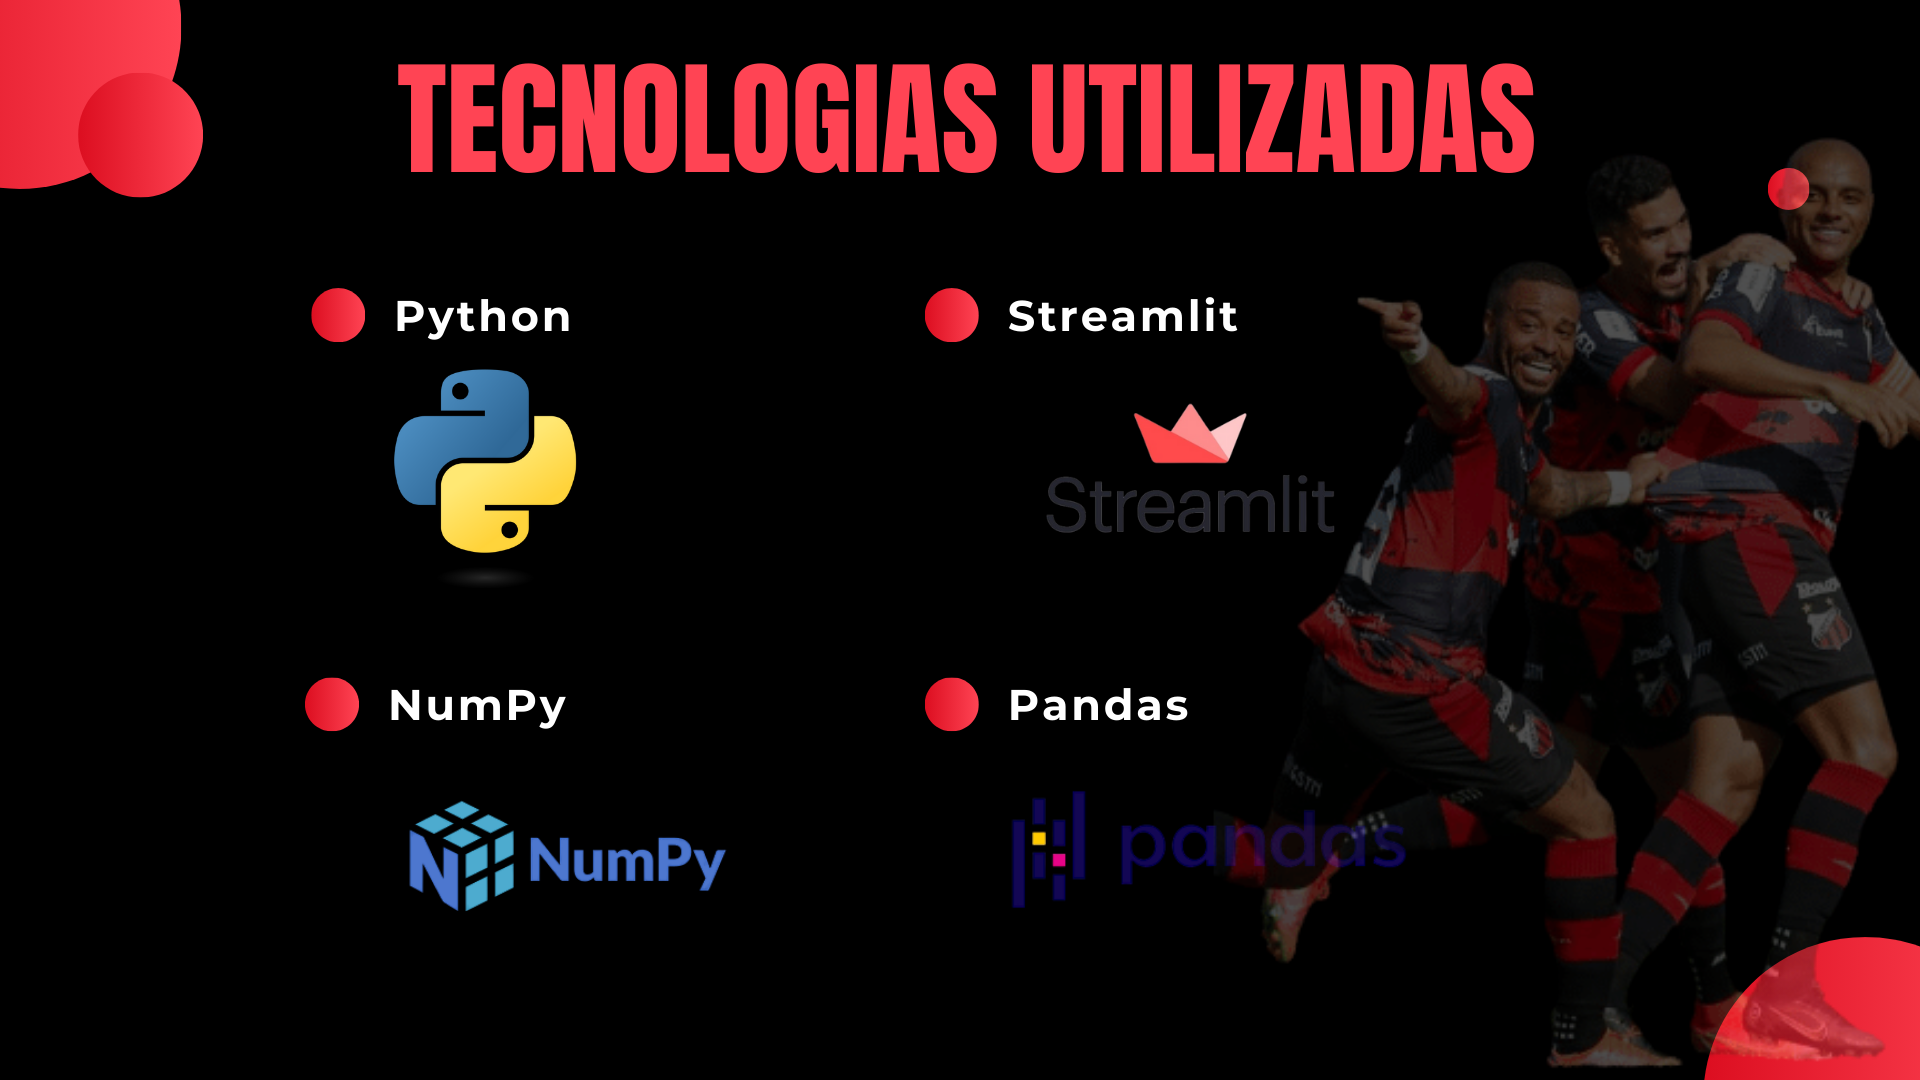 TECNOLOGIAS UTILIZADAS
Python
Streamlit
Streamlit
NumPy
Pandas
NumPy
pandas